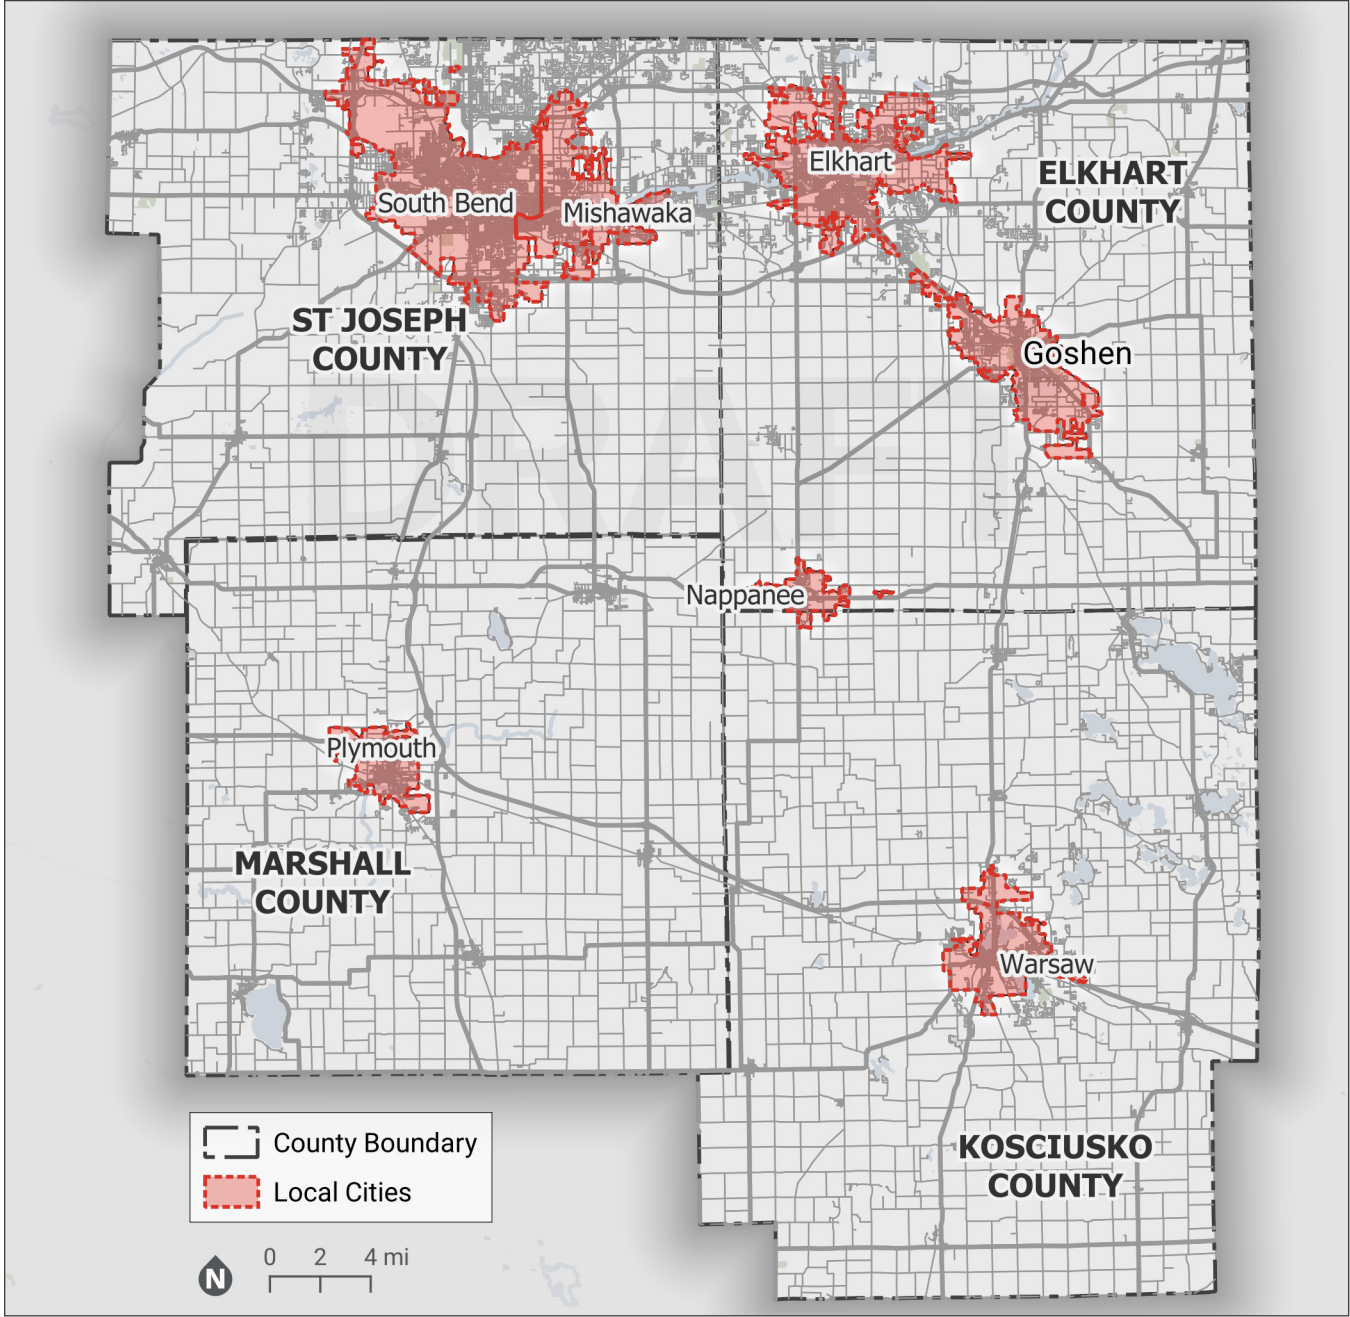 Elkhart
ELKHART
COUNTY
South Bend
Mishawaka
ST JOSEPH
COUNTY
Goshen
DRAFT
Nappanee
Plymouth
MARSHALL
COUNTY
Warsaw
KOSCIUSKO
COUNTY
County Boundary
Local Cities
N
0 2 4 mi